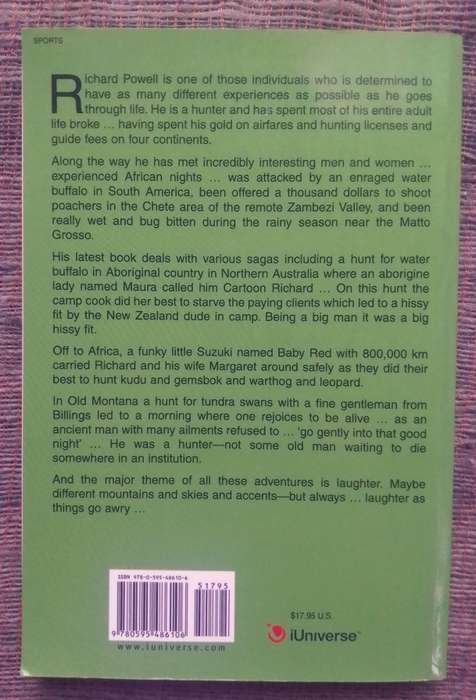 SPORTS
Richard Powell is one of those individuals who is determined to
have as many different experiences as possible as he goes
through life. He is a hunter and has spent most of his entire adult
life broke ... having spent his gold on airfares and hunting licenses and
guide fees on four continents.
Along the way he has met incredibly interesting men and women ...
experienced African nights ... was attacked by an enraged water
buffalo in South America, been offered a thousand dollars to shoot
poachers in the Chete area of the remote Zambezi Valley, and been
really wet and bug bitten during the rainy season near the Matto
Grosso.
His latest book deals with various sagas including a hunt for water
buffalo in Aboriginal country in Northern Australia where an aborigine
lady named Maura called him Cartoon Richard ... On this hunt the
camp cook did her best to starve the paying clients which led to a hissy
fit by the New Zealand dude in camp. Being a big man it was a big
hissy fit.
Off to Africa, a funky little Suzuki named Baby Red with 800,000 km
carried Richard and his wife Margaret around safely as they did their
best to hunt kudu and gemsbok and warthog and leopard.
In Old Montana a hunt for tundra swans with a fine gentleman from
Billings led to a morning where one rejoices to be alive ... as an
ancient man with many ailments refused to ... 'go gently into that good
night' ... He was a hunter—not some old man waiting to die
somewhere in an institution.
And the major theme of all these adventures is laughter. Maybe
different mountains and skies and accents—but always ... laughter as
things go awry ...
ISBN 978-0-595-48610-6
51795
9 780595 486106
www.iuniverse.com
$17.95 U.S.
iUniverse™